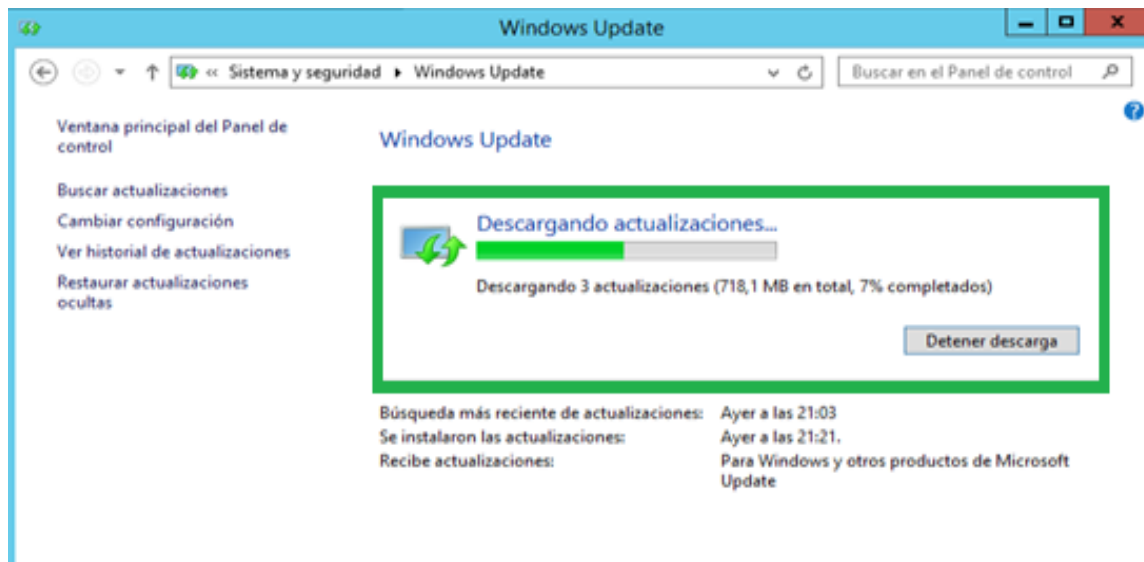 Windows Update
« Sistema y seguridad ▸ Windows Update
Buscar en el Panel de control
Ventana principal del Panel de
control
Buscar actualizaciones
Cambiar configuración
Ver historial de actualizaciones
Restaurar actualizaciones
ocultas
Windows Update
Descargando actualizaciones...
Descargando 3 actualizaciones (718,1 MB en total, 7% completados)
Detener descarga
Búsqueda más reciente de actualizaciones: Ayer a las 21:03
Se instalaron las actualizaciones: Ayer a las 21:21.
Recibe actualizaciones: Para Windows y otros productos de Microsoft
Update